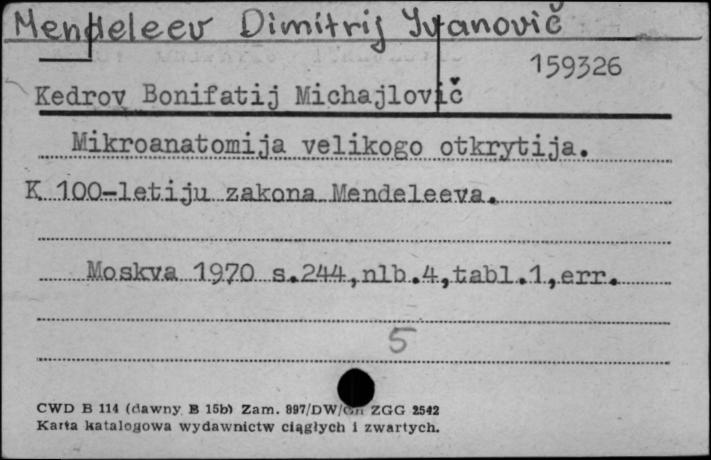 Mendeleev Dimitrij Ivanovič
159326
Kedrov Bonifatij Michajlovič
Mikroanatomija velikogo otkrytija.
K 100-letiju zakona Mendeleeva.
Moskva 1970 s.244,nlb.4,tabl.1,err.
5
CWD B 114 (dawny B 15b) Zam. 897/DW/Gn ZGG 2542
Karta katalogowa wydawnictw ciągłych i zwartych.